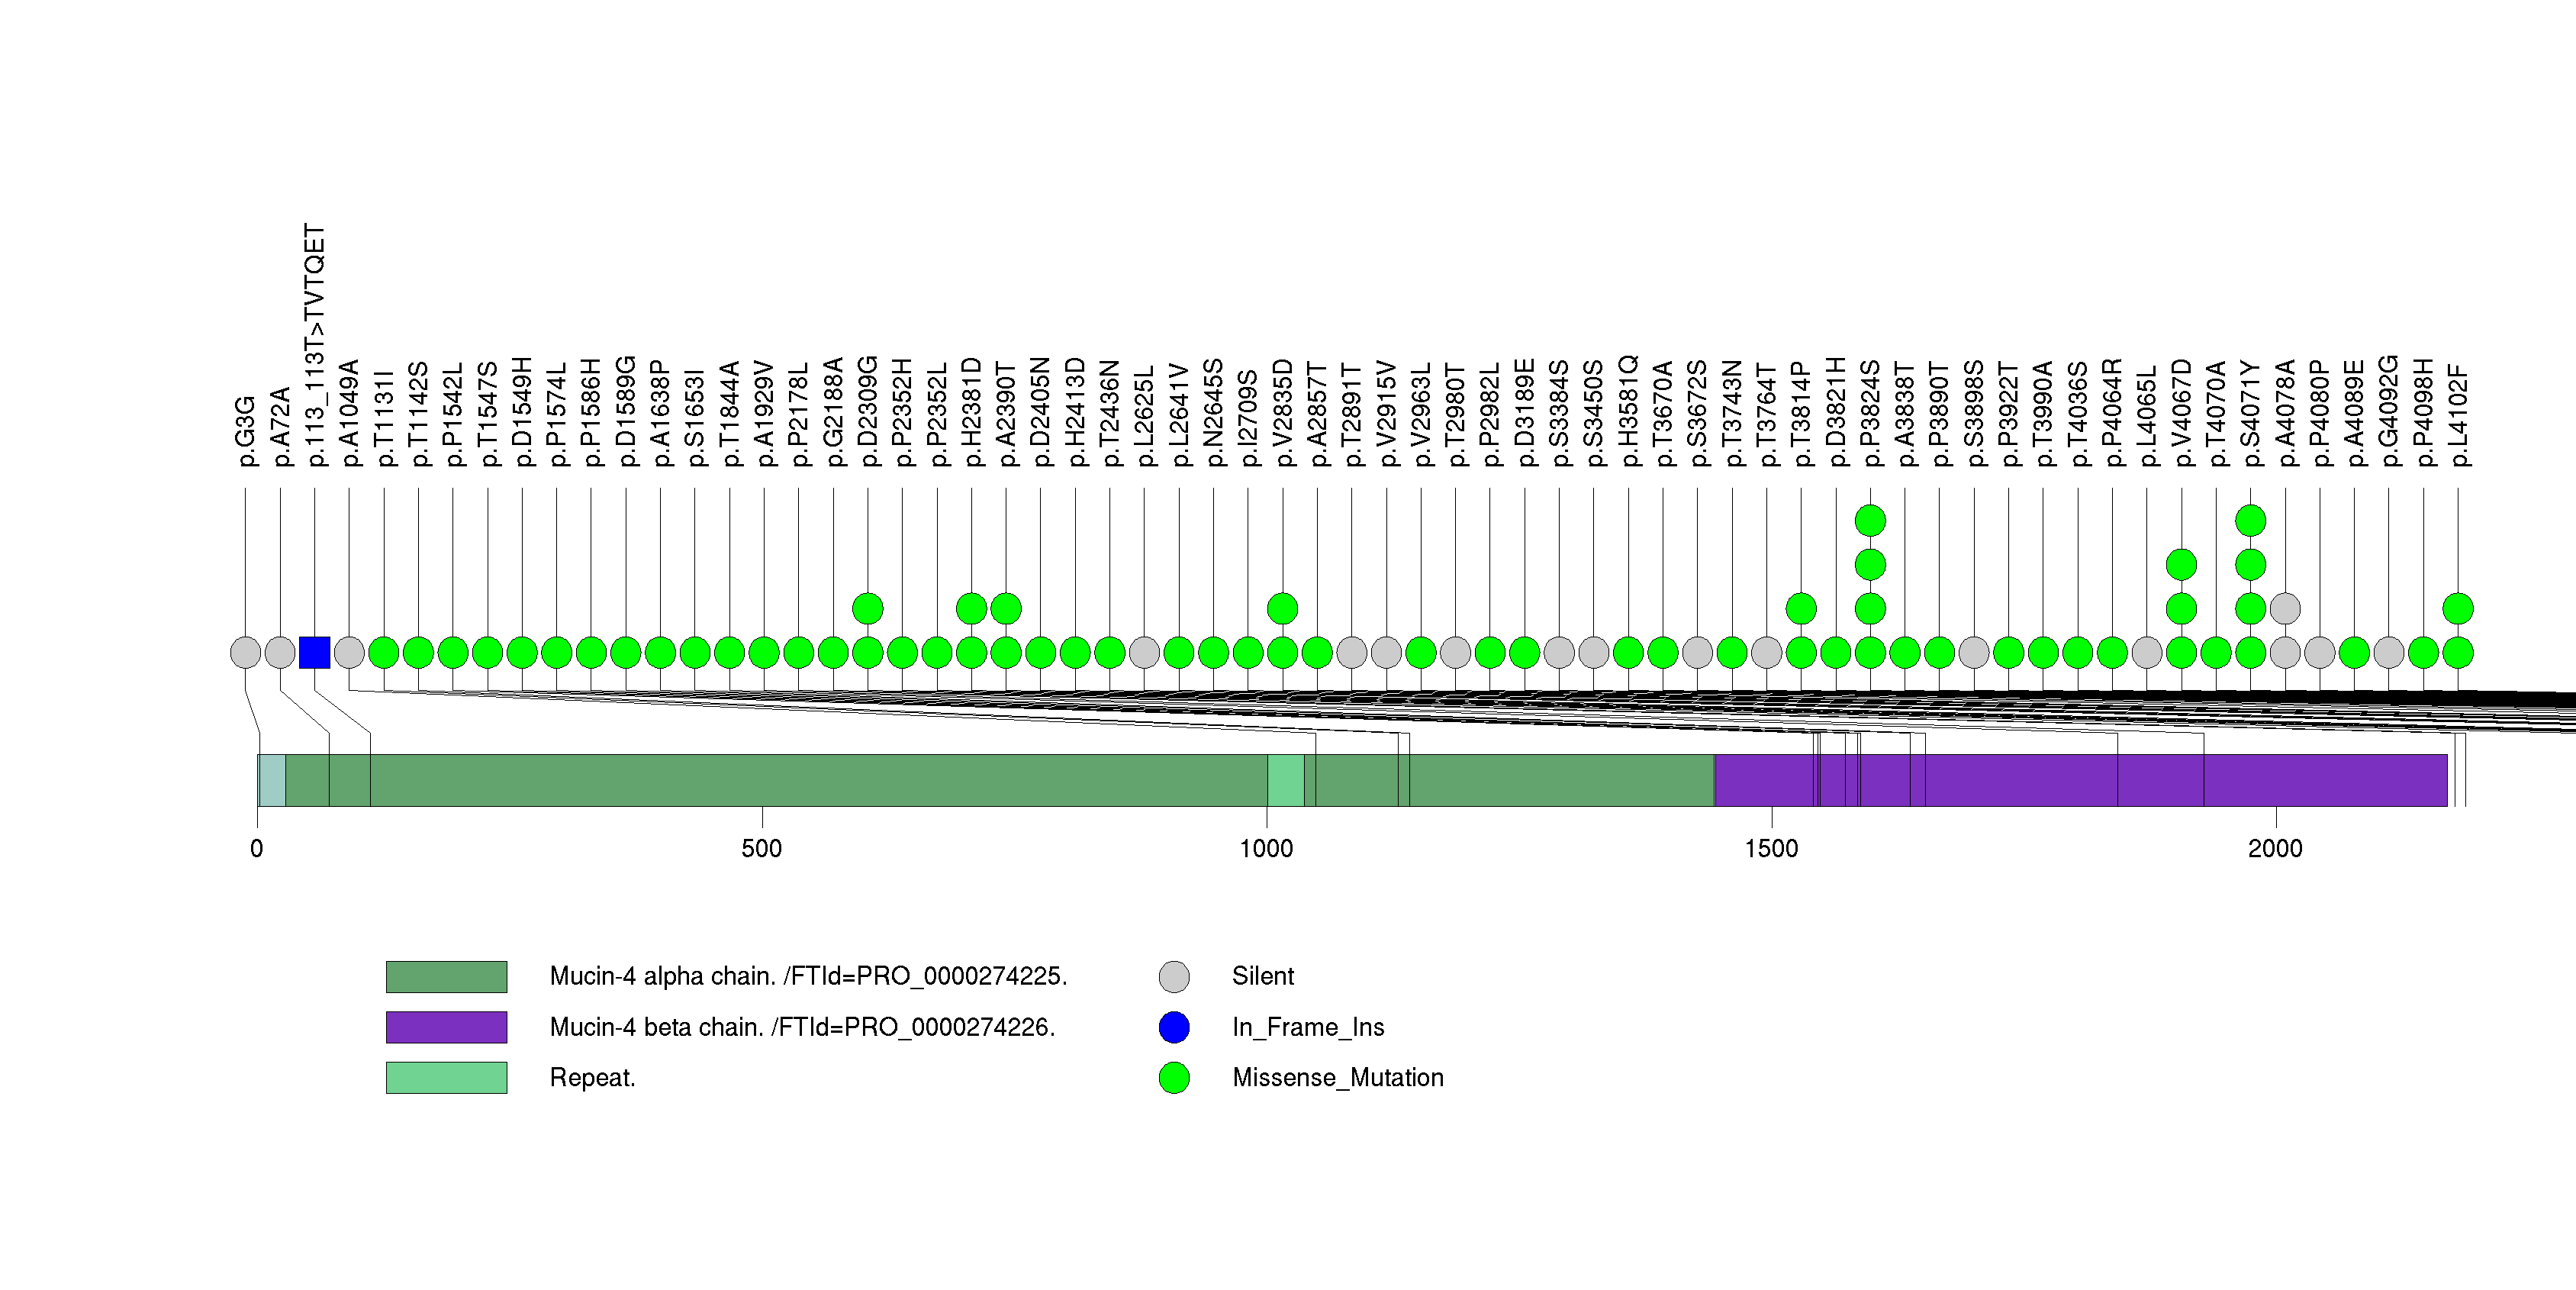 p.G3G
p.A72A
p.113_113T>TVTQET
p.A1049A
p.T1131I
p.T1142S
p.P1542L
p.T1547S
p.D1549H
p.P1574L
p.P1586H
p.D1589G
p.A1638P
p.S1653I
p.T1844A
p.A1929V
p.P2178L
p.G2188A
p.D2309G
p.P2352H
p.P2352L
p.H2381D
p.A2390T
p.D2405N
p.H2413D
p.T2436N
p.L2625L
p.L2641V
p.N2645S
p.I2709S
p.V2835D
p.A2857T
p.T2891T
p.V2915V
p.V2963L
p.T2980T
p.P2982L
p.D3189E
p.S3384S
p.S3450S
p.H3581Q
p.T3670A
p.S3672S
p.T3743N
p.T3764T
p.T3814P
p.D3821H
p.P3824S
p.A3838T
p.P3890T
p.S3898S
p.P3922T
p.T3990A
p.T4036S
p.P4064R
p.L4065L
p.V4067D
p.T4070A
p.S4071Y
p.A4078A
p.P4080P
p.A4089E
p.G4092G
p.P4098H
p.L4102F
0 500 1000 1500 2000
Mucin-4 alpha chain. /FTId=PRO_0000274225.
Mucin-4 beta chain. /FTId=PRO_0000274226.
Repeat.
Silent
In_Frame_Ins
Missense_Mutation